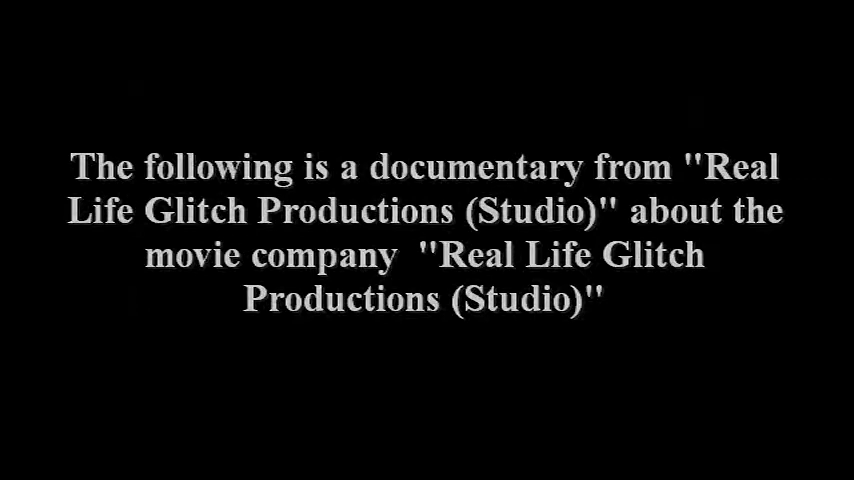 The following is a documentary from "Real
Life Glitch Productions (Studio)" about the
movie company  "Real Life Glitch
Productions (Studio)"